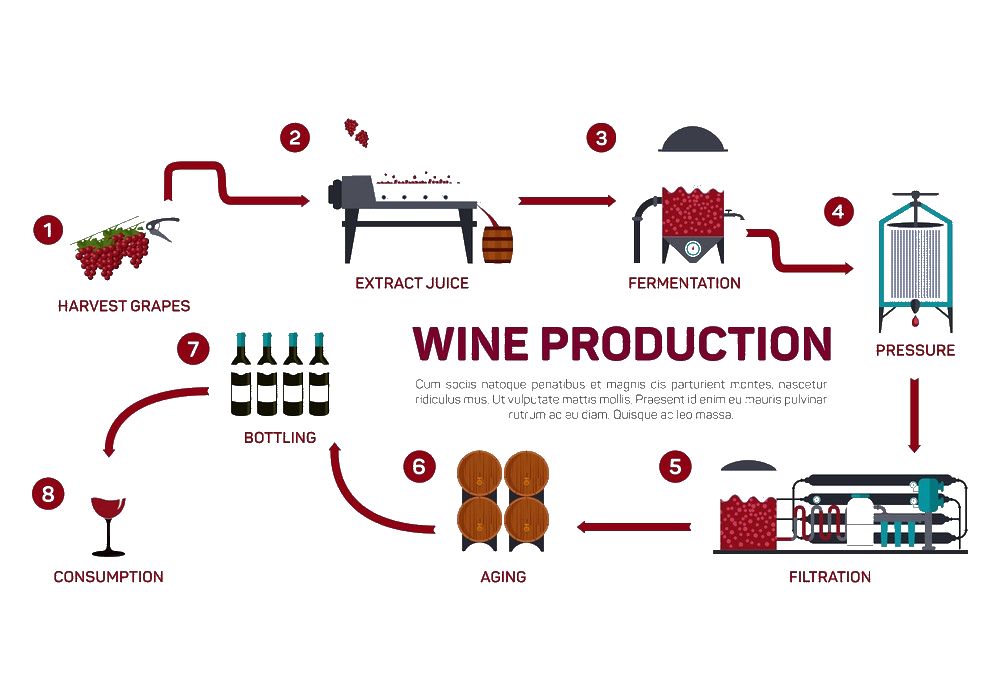 1
HARVEST GRAPES
2
EXTRACT JUICE
3
FERMENTATION
4
PRESSURE
WINE PRODUCTION
Cum sociis natoque penatibus et magnis dis parturient montes, nascetur
ridiculus mus. Ut vulputate mattis mollis. Praesent id enim eu mauris pulvinar
rutrum ac eu diam. Quisque ac leo massa.
5
FILTRATION
6
AGING
7
BOTTLING
8
CONSUMPTION